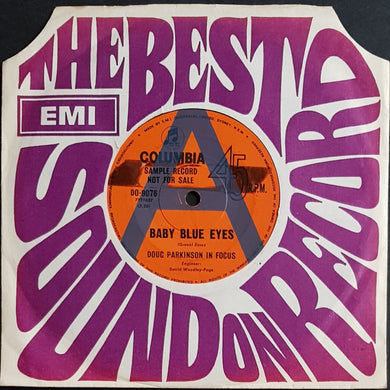 THE BEST
SOUND ON RECORD
EMI
COLUMBIA
SAMPLE RECORD
NOT FOR SALE
45
R.P.M.
DO-9076
A
BABY BLUE EYES
DOUG PARKINSON IN FOCUS
Engineer:
David Woodley-Page